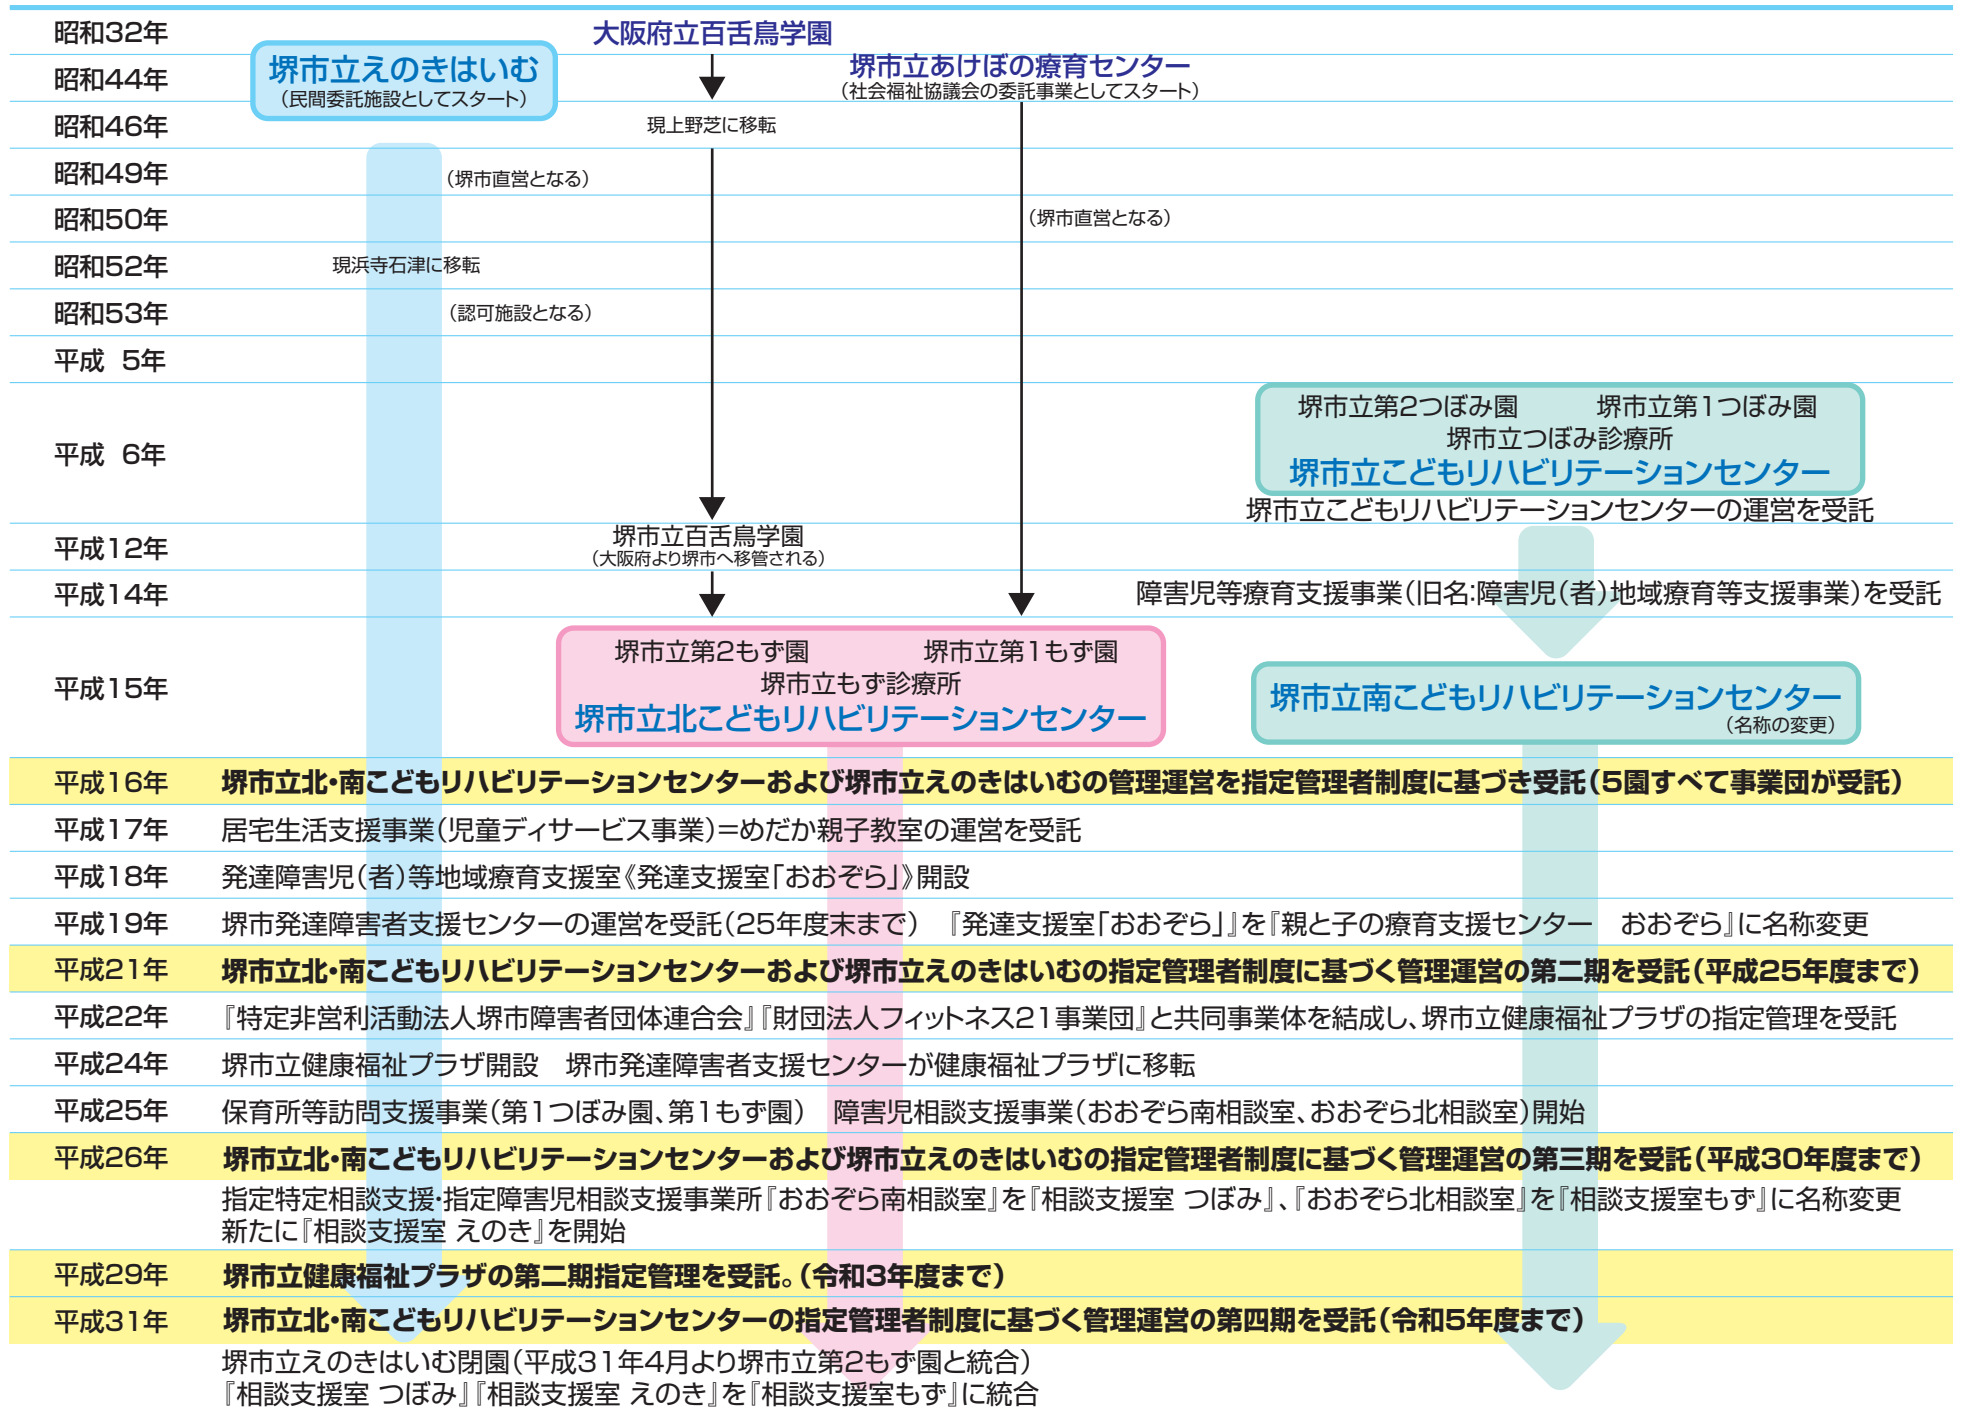 昭和32年
大阪府立百舌鳥学園
昭和44年
堺市立えのきはいむ
（民間委託施設としてスタート）
堺市立あけぼの療育センター
（社会福祉協議会の委託事業としてスタート）
昭和46年
現上野芝に移転
昭和49年
（堺市直営となる）
昭和50年
（堺市直営となる）
昭和52年
現浜寺石津に移転
昭和53年
（認可施設となる）
平成 5年
平成 6年
堺市立第2つぼみ園 堺市立第1つぼみ園
堺市立つぼみ診療所
堺市立こどもリハビリテーションセンター
堺市立こどもリハビリテーションセンターの運営を受託
平成12年
堺市立百舌鳥学園
（大阪府より堺市へ移管される）
平成14年
障害児等療育支援事業（旧名：障害児（者）地域療育等支援事業）を受託
平成15年
堺市立第2もず園 堺市立第1もず園
堺市立もず診療所
堺市立北こどもリハビリテーションセンター
堺市立南こどもリハビリテーションセンター
（名称の変更）
平成16年 堺市立北・南こどもリハビリテーションセンターおよび堺市立えのきはいむの管理運営を指定管理者制度に基づき受託（5園すべて事業団が受託）
平成17年 居宅生活支援事業（児童ディサービス事業）＝めだか親子教室の運営を受託
平成18年 発達障害児（者）等地域療育支援室《発達支援室「おおぞら」》開設
平成19年 堺市発達障害者支援センターの運営を受託（25年度末まで） 『発達支援室「おおぞら」』を『親と子の療育支援センター おおぞら』に名称変更
平成21年 堺市立北・南こどもリハビリテーションセンターおよび堺市立えのきはいむの指定管理者制度に基づく管理運営の第二期を受託（平成25年度まで）
平成22年 『特定非営利活動法人堺市障害者団体連合会』『財団法人フィットネス21事業団』と共同事業体を結成し、堺市立健康福祉プラザの指定管理を受託
平成24年 堺市立健康福祉プラザ開設 堺市発達障害者支援センターが健康福祉プラザに移転
平成25年 保育所等訪問支援事業（第1つぼみ園、第1もず園） 障害児相談支援事業（おおぞら南相談室、おおぞら北相談室）開始
平成26年 堺市立北・南こどもリハビリテーションセンターおよび堺市立えのきはいむの指定管理者制度に基づく管理運営の第三期を受託（平成30年度まで）
指定特定相談支援・指定障害児相談支援事業所『おおぞら南相談室』を『相談支援室 つぼみ』、『おおぞら北相談室』を『相談支援室もず』に名称変更
新たに『相談支援室 えのき』を開始
平成29年 堺市立健康福祉プラザの第二期指定管理を受託。（令和3年度まで）
平成31年 堺市立北・南こどもリハビリテーションセンターの指定管理者制度に基づく管理運営の第四期を受託（令和5年度まで）
堺市立えのきはいむ閉園（平成31年4月より堺市立第2もず園と統合）
『相談支援室 つぼみ』『相談支援室 えのき』を『相談支援室もず』に統合